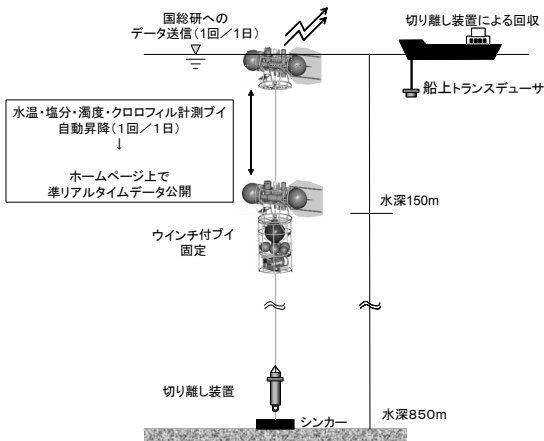 国総研への
データ送信(1回／1日)
切り離し装置による回収
船上トランスデューサ
水温・塩分・濁度・クロロフィル計測ブイ
自動昇降(1回／1日)
↓
ホームページ上で
準リアルタイムデータ公開
水深150m
ウインチ付ブイ
固定
切り離し装置
シンカー
水深850m